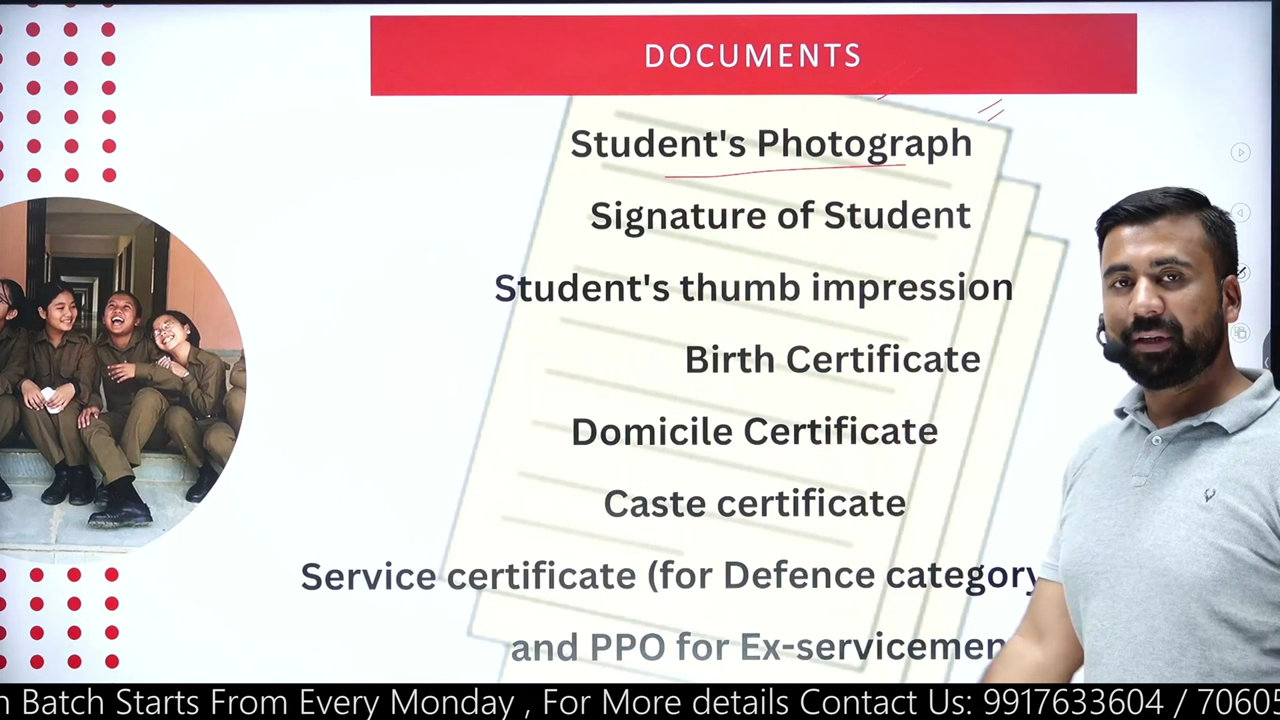 DOCUMENTS
Student's Photograph
Signature of Student
Student's thumb impression
Birth Certificate
Domicile Certificate
Caste certificate
Service certificate (for Defence category
and PPO for Ex-servicemen
Batch Starts From Every Monday , For More details Contact Us: 9917633604 / 7060